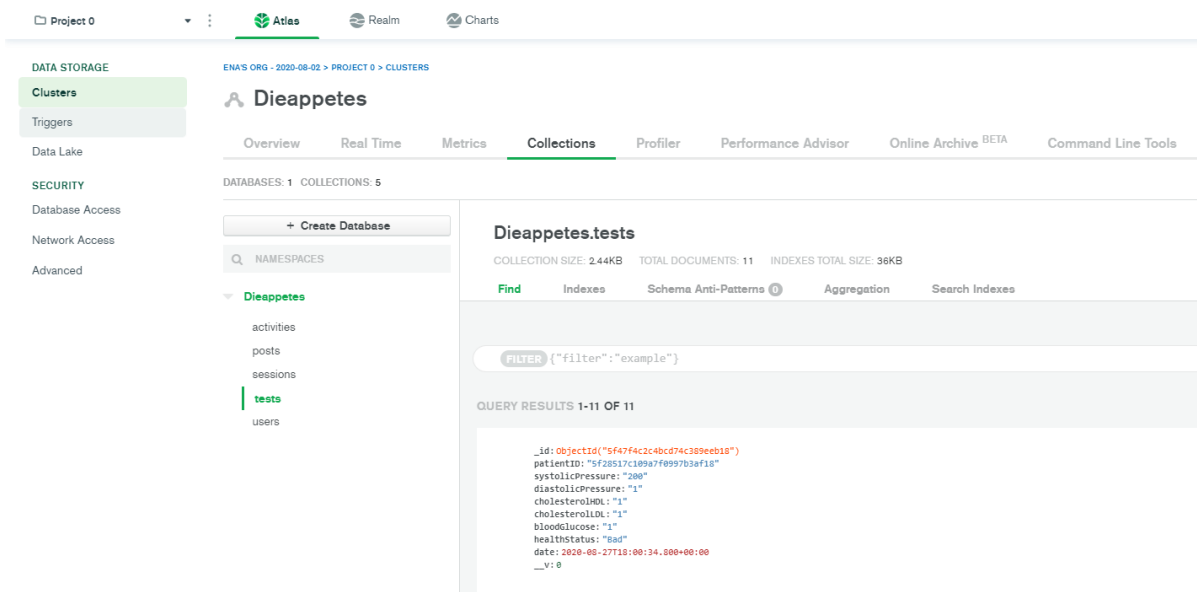 Project 0
Atlas
Realm
Charts
DATA STORAGE
Clusters
Triggers
Data Lake
SECURITY
Database Access
Network Access
Advanced
ENA'S ORG - 2020-08-02 > PROJECT 0 > CLUSTERS
Dieappetes
Overview Real Time Metrics Collections Profiler Performance Advisor Online Archive BETA Command Line Tools
DATABASES: 1 COLLECTIONS: 5
+ Create Database
NAMESPACES
Dieappetes
activities
posts
sessions
tests
users
Dieappetes.tests
COLLECTION SIZE: 2.44KB TOTAL DOCUMENTS: 11 INDEXES TOTAL SIZE: 36KB
Find Indexes Schema Anti-Patterns 0 Aggregation Search Indexes
FILTER {"filter":"example"}
QUERY RESULTS 1-11 OF 11
_id: ObjectId("5f47f4c2c4bcd74c389eeb18")
patientID: "5f28517c109a7f0997b3af18"
systolicPressure: "200"
diastolicPressure: "1"
cholesterolHDL: "1"
cholesterolLDL: "1"
bloodGlucose: "1"
healthStatus: "Bad"
date: 2020-08-27T18:00:34.800+00:00
__v: 0